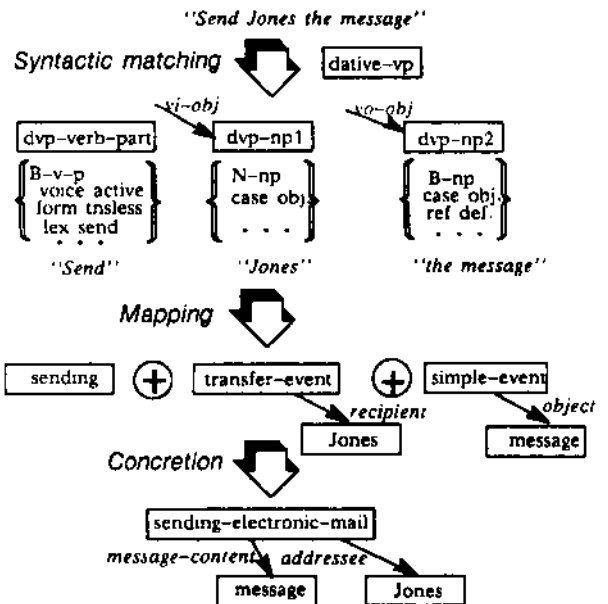 "Send Jones the message"
Syntactic matching
dative-vp
vi-obj
vo-obj
dvp-verb-part
dvp-np1
dvp-np2
B-v-p
voice active
form tnsless
lex send
. . .
N-np
case obj
. . .
B-np
case obj
ref def.
. . .
"Send"
"Jones"
"the message"
Mapping
sending
+
transfer-event
+
simple-event
recipient
object
Jones
message
Concretion
sending-electronic-mail
message-content
addressee
message
Jones